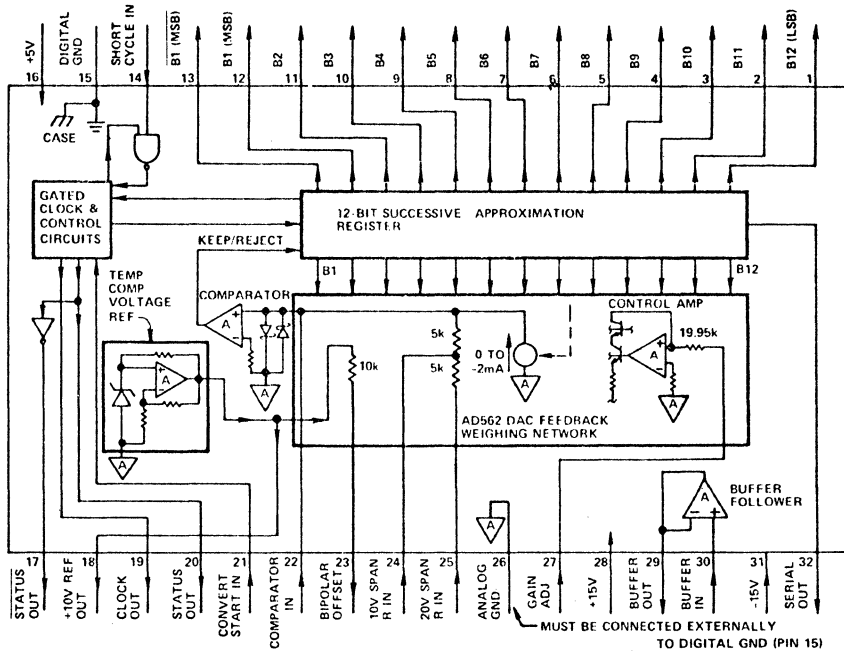 +5V
DIGITAL
GND
SHORT
CYCLE IN
B1 (MSB)
B1 (MSB)
B2
B3
B4
B5
B6
B7
B8
B9
B10
B11
B12 (LSB)
16
15
14
13
12
11
10
9
8
7
6
5
4
3
2
1
CASE
GATED
CLOCK &
CONTROL
CIRCUITS
12-BIT SUCCESSIVE APPROXIMATION
REGISTER
KEEP/REJECT
B1
B12
TEMP
COMP
VOLTAGE
REF
COMPARATOR
CONTROL AMP
+
-
A
A
5k
5k
10k
0 TO
-2mA
A
19.95k
A
A
+
-
A
A
AD562 DAC FEEDBACK
WEIGHING NETWORK
A
A
BUFFER
FOLLOWER
17
18
19
20
21
22
23
24
25
26
27
28
29
30
31
32
STATUS
OUT
+10V REF
OUT
CLOCK
OUT
STATUS
OUT
CONVERT
START IN
COMPARATOR
IN
BIPOLAR
OFFSET
10V SPAN
R IN
20V SPAN
R IN
ANALOG
GND
GAIN
ADJ
+15V
BUFFER
OUT
BUFFER
IN
-15V
SERIAL
OUT
MUST BE CONNECTED EXTERNALLY
TO DIGITAL GND (PIN 15)